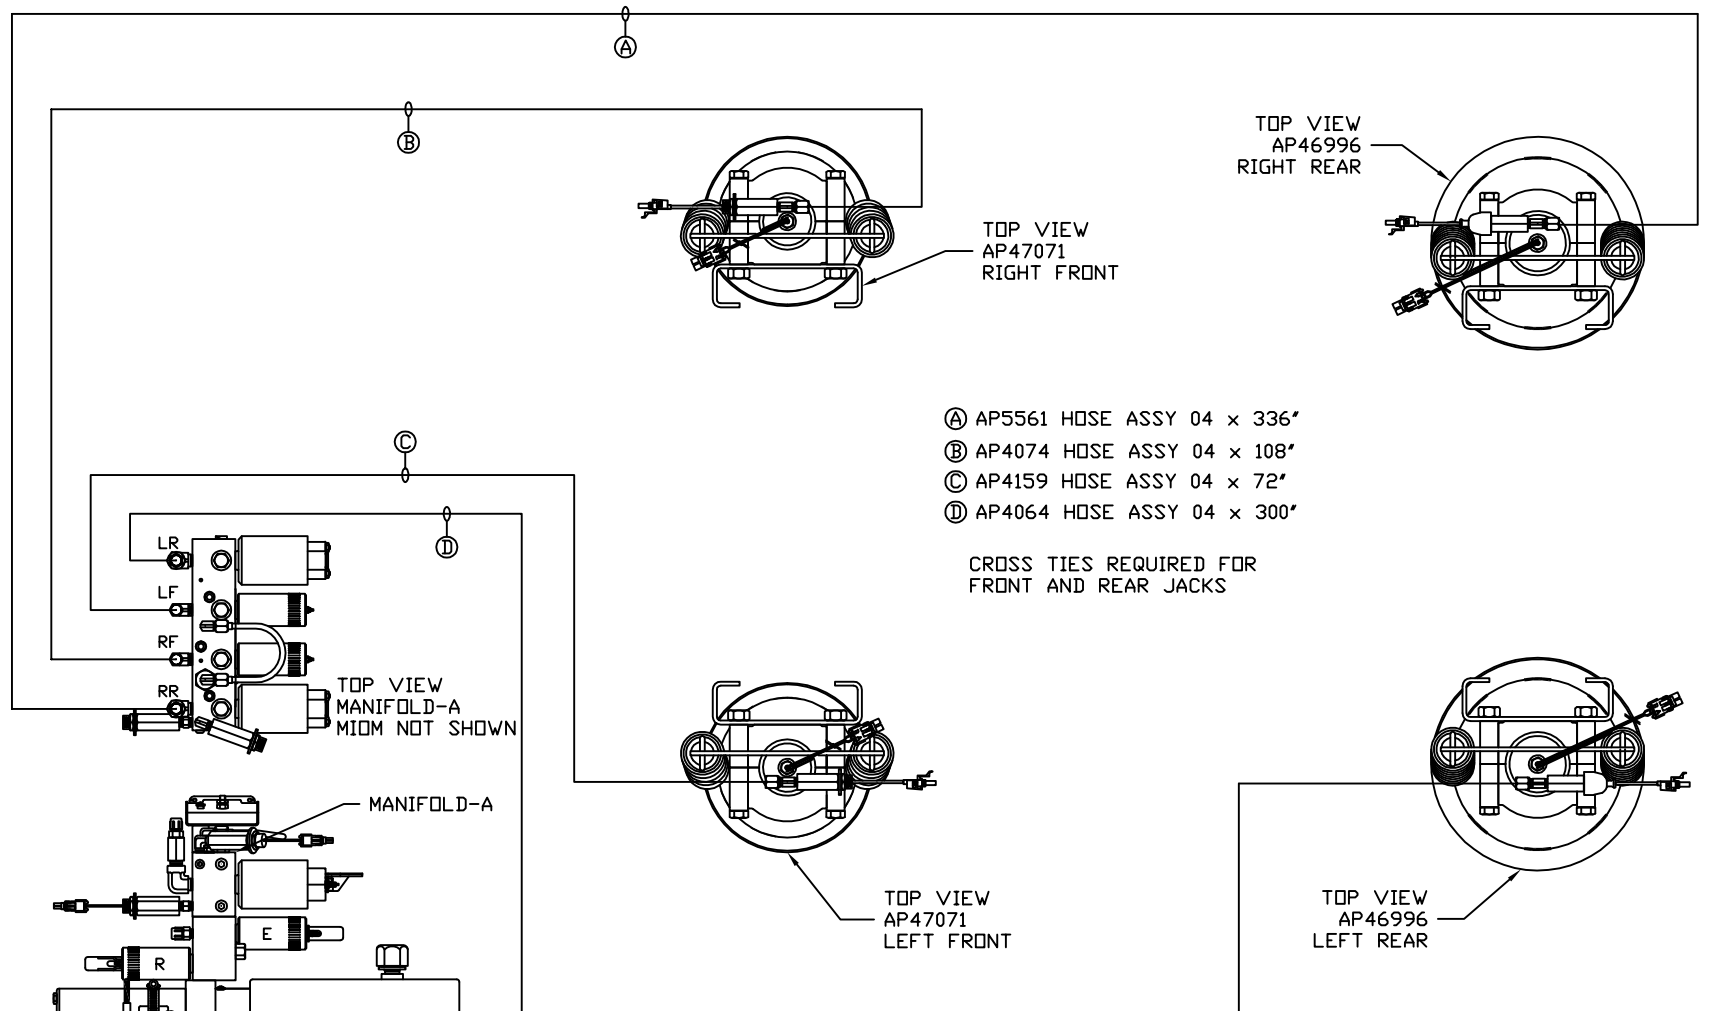 A
B
TOP VIEW
AP46996
RIGHT REAR
TOP VIEW
AP47071
RIGHT FRONT
A AP5561 HOSE ASSY 04 x 336"
B AP4074 HOSE ASSY 04 x 108"
C AP4159 HOSE ASSY 04 x 72"
D AP4064 HOSE ASSY 04 x 300"
CROSS TIES REQUIRED FOR
FRONT AND REAR JACKS
C
D
LR
LF
RF
RR
TOP VIEW
MANIFOLD-A
MIOM NOT SHOWN
MANIFOLD-A
E
R
TOP VIEW
AP47071
LEFT FRONT
TOP VIEW
AP46996
LEFT REAR